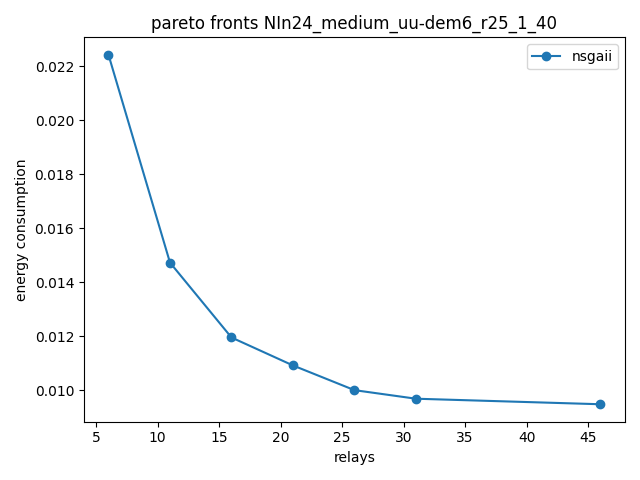 pareto fronts NIn24_medium_uu-dem6_r25_1_40
nsgaii
energy consumption
0.022
0.020
0.018
0.016
0.014
0.012
0.010
5 10 15 20 25 30 35 40 45
relays